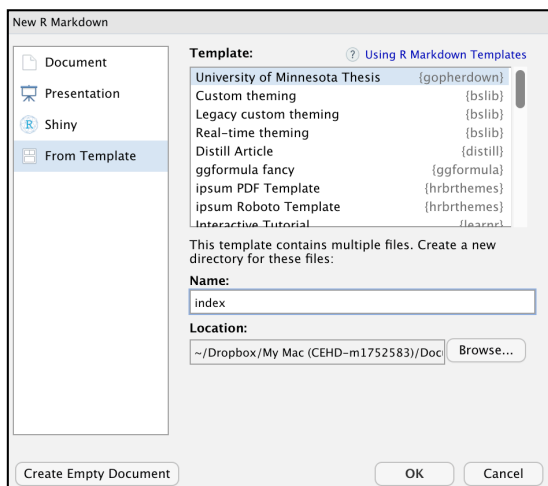 New R Markdown
Document
Presentation
R Shiny
From Template
Template:
? Using R Markdown Templates
University of Minnesota Thesis {gopherdown}
Custom theming {bslib}
Legacy custom theming {bslib}
Real-time theming {bslib}
Distill Article {distill}
ggformula fancy {ggformula}
ipsum PDF Template {hrbrthemes}
ipsum Roboto Template {hrbrthemes}
Interactive Tutorial {learnr}
This template contains multiple files. Create a new
directory for these files:
Name:
index
Location:
~/Dropbox/My Mac (CEHD-m1752583)/Doc
Browse...
Create Empty Document
OK
Cancel